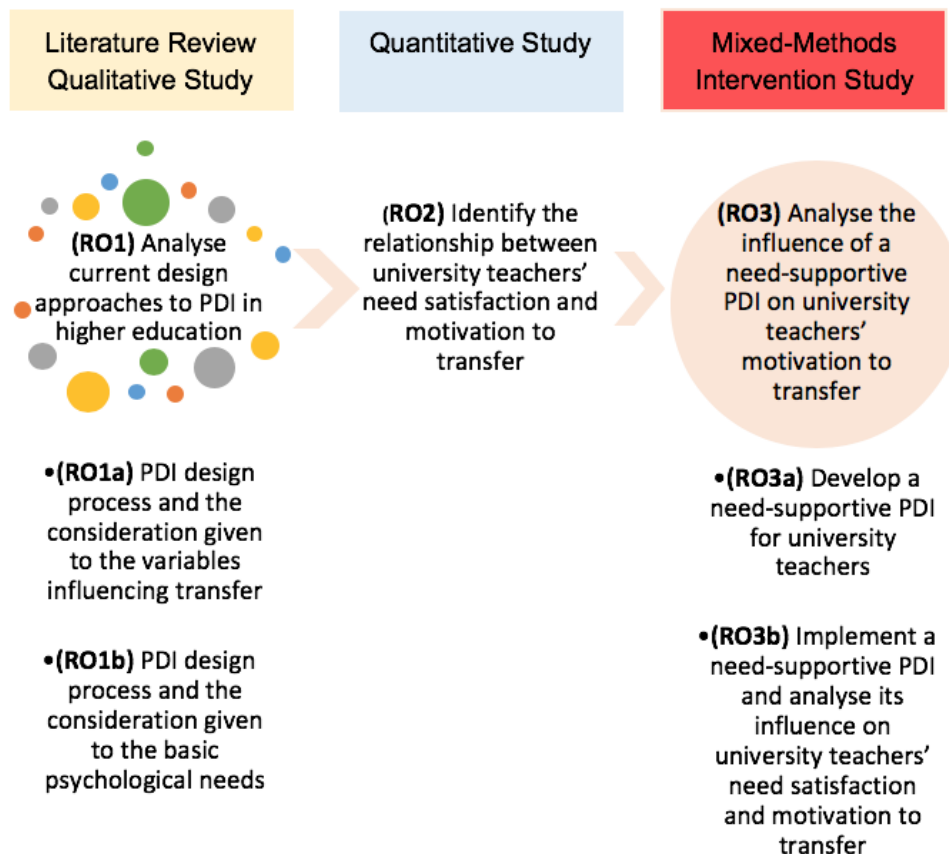 Literature Review
Qualitative Study
(RO1) Analyse
current design
approaches to PDI in
higher education
•(RO1a) PDI design
process and the
consideration given
to the variables
influencing transfer
•(RO1b) PDI design
process and the
consideration given
to the basic
psychological needs
Quantitative Study
(RO2) Identify the
relationship between
university teachers’
need satisfaction and
motivation to
transfer
Mixed-Methods
Intervention Study
(RO3) Analyse the
influence of a
need-supportive
PDI on university
teachers’
motivation to
transfer
•(RO3a) Develop a
need-supportive PDI
for university
teachers
•(RO3b) Implement a
need-supportive PDI
and analyse its
influence on
university teachers’
need satisfaction
and motivation to
transfer